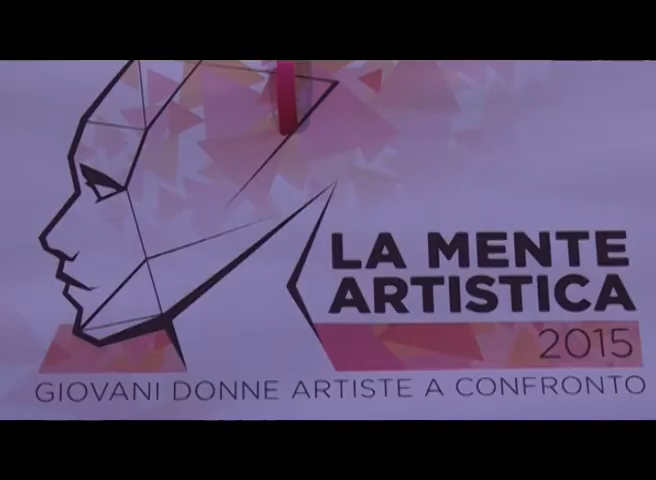 LA MENTE
ARTISTICA
2015
GIOVANI DONNE ARTISTE A CONFRONTO